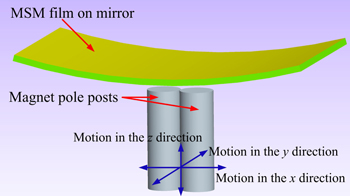 MSM film on mirror
Magnet pole posts
Motion in the z direction
Motion in the y direction
Motion in the x direction